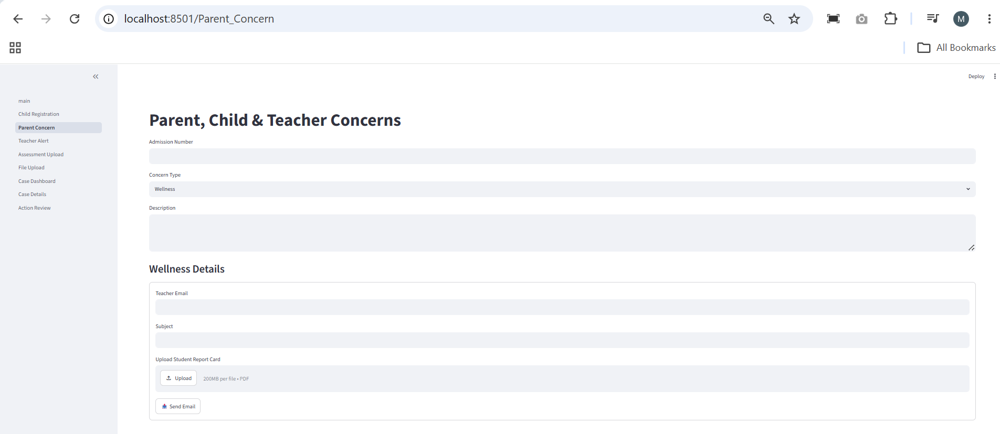 localhost:8501/Parent_Concern
M
All Bookmarks
Deploy
main
Child Registration
Parent Concern
Teacher Alert
Assessment Upload
File Upload
Case Dashboard
Case Details
Action Review
Parent, Child & Teacher Concerns
Admission Number
Concern Type
Wellness
Description
Wellness Details
Teacher Email
Subject
Upload Student Report Card
Upload
200MB per file • PDF
Send Email